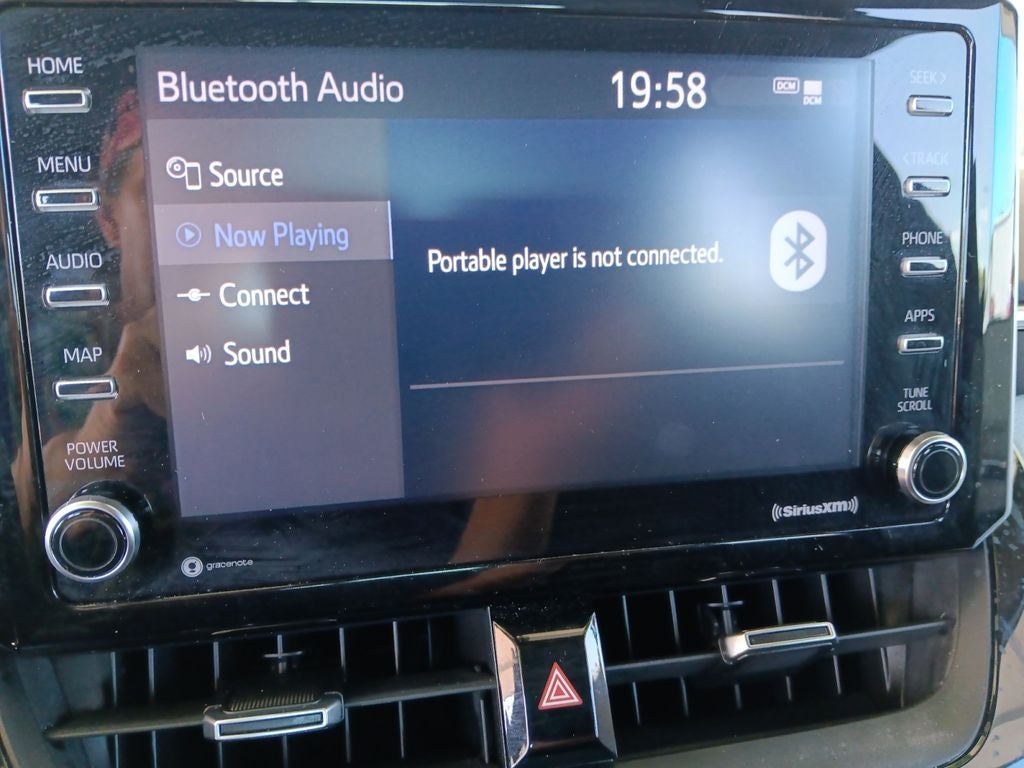 HOME
MENU
AUDIO
MAP
POWER
VOLUME
Bluetooth Audio
19:58
DCM
DCM
Source
Now Playing
Connect
Sound
Portable player is not connected.
SEEK >
< TRACK
PHONE
APPS
TUNE
SCROLL
gracenote
((SiriusXM))